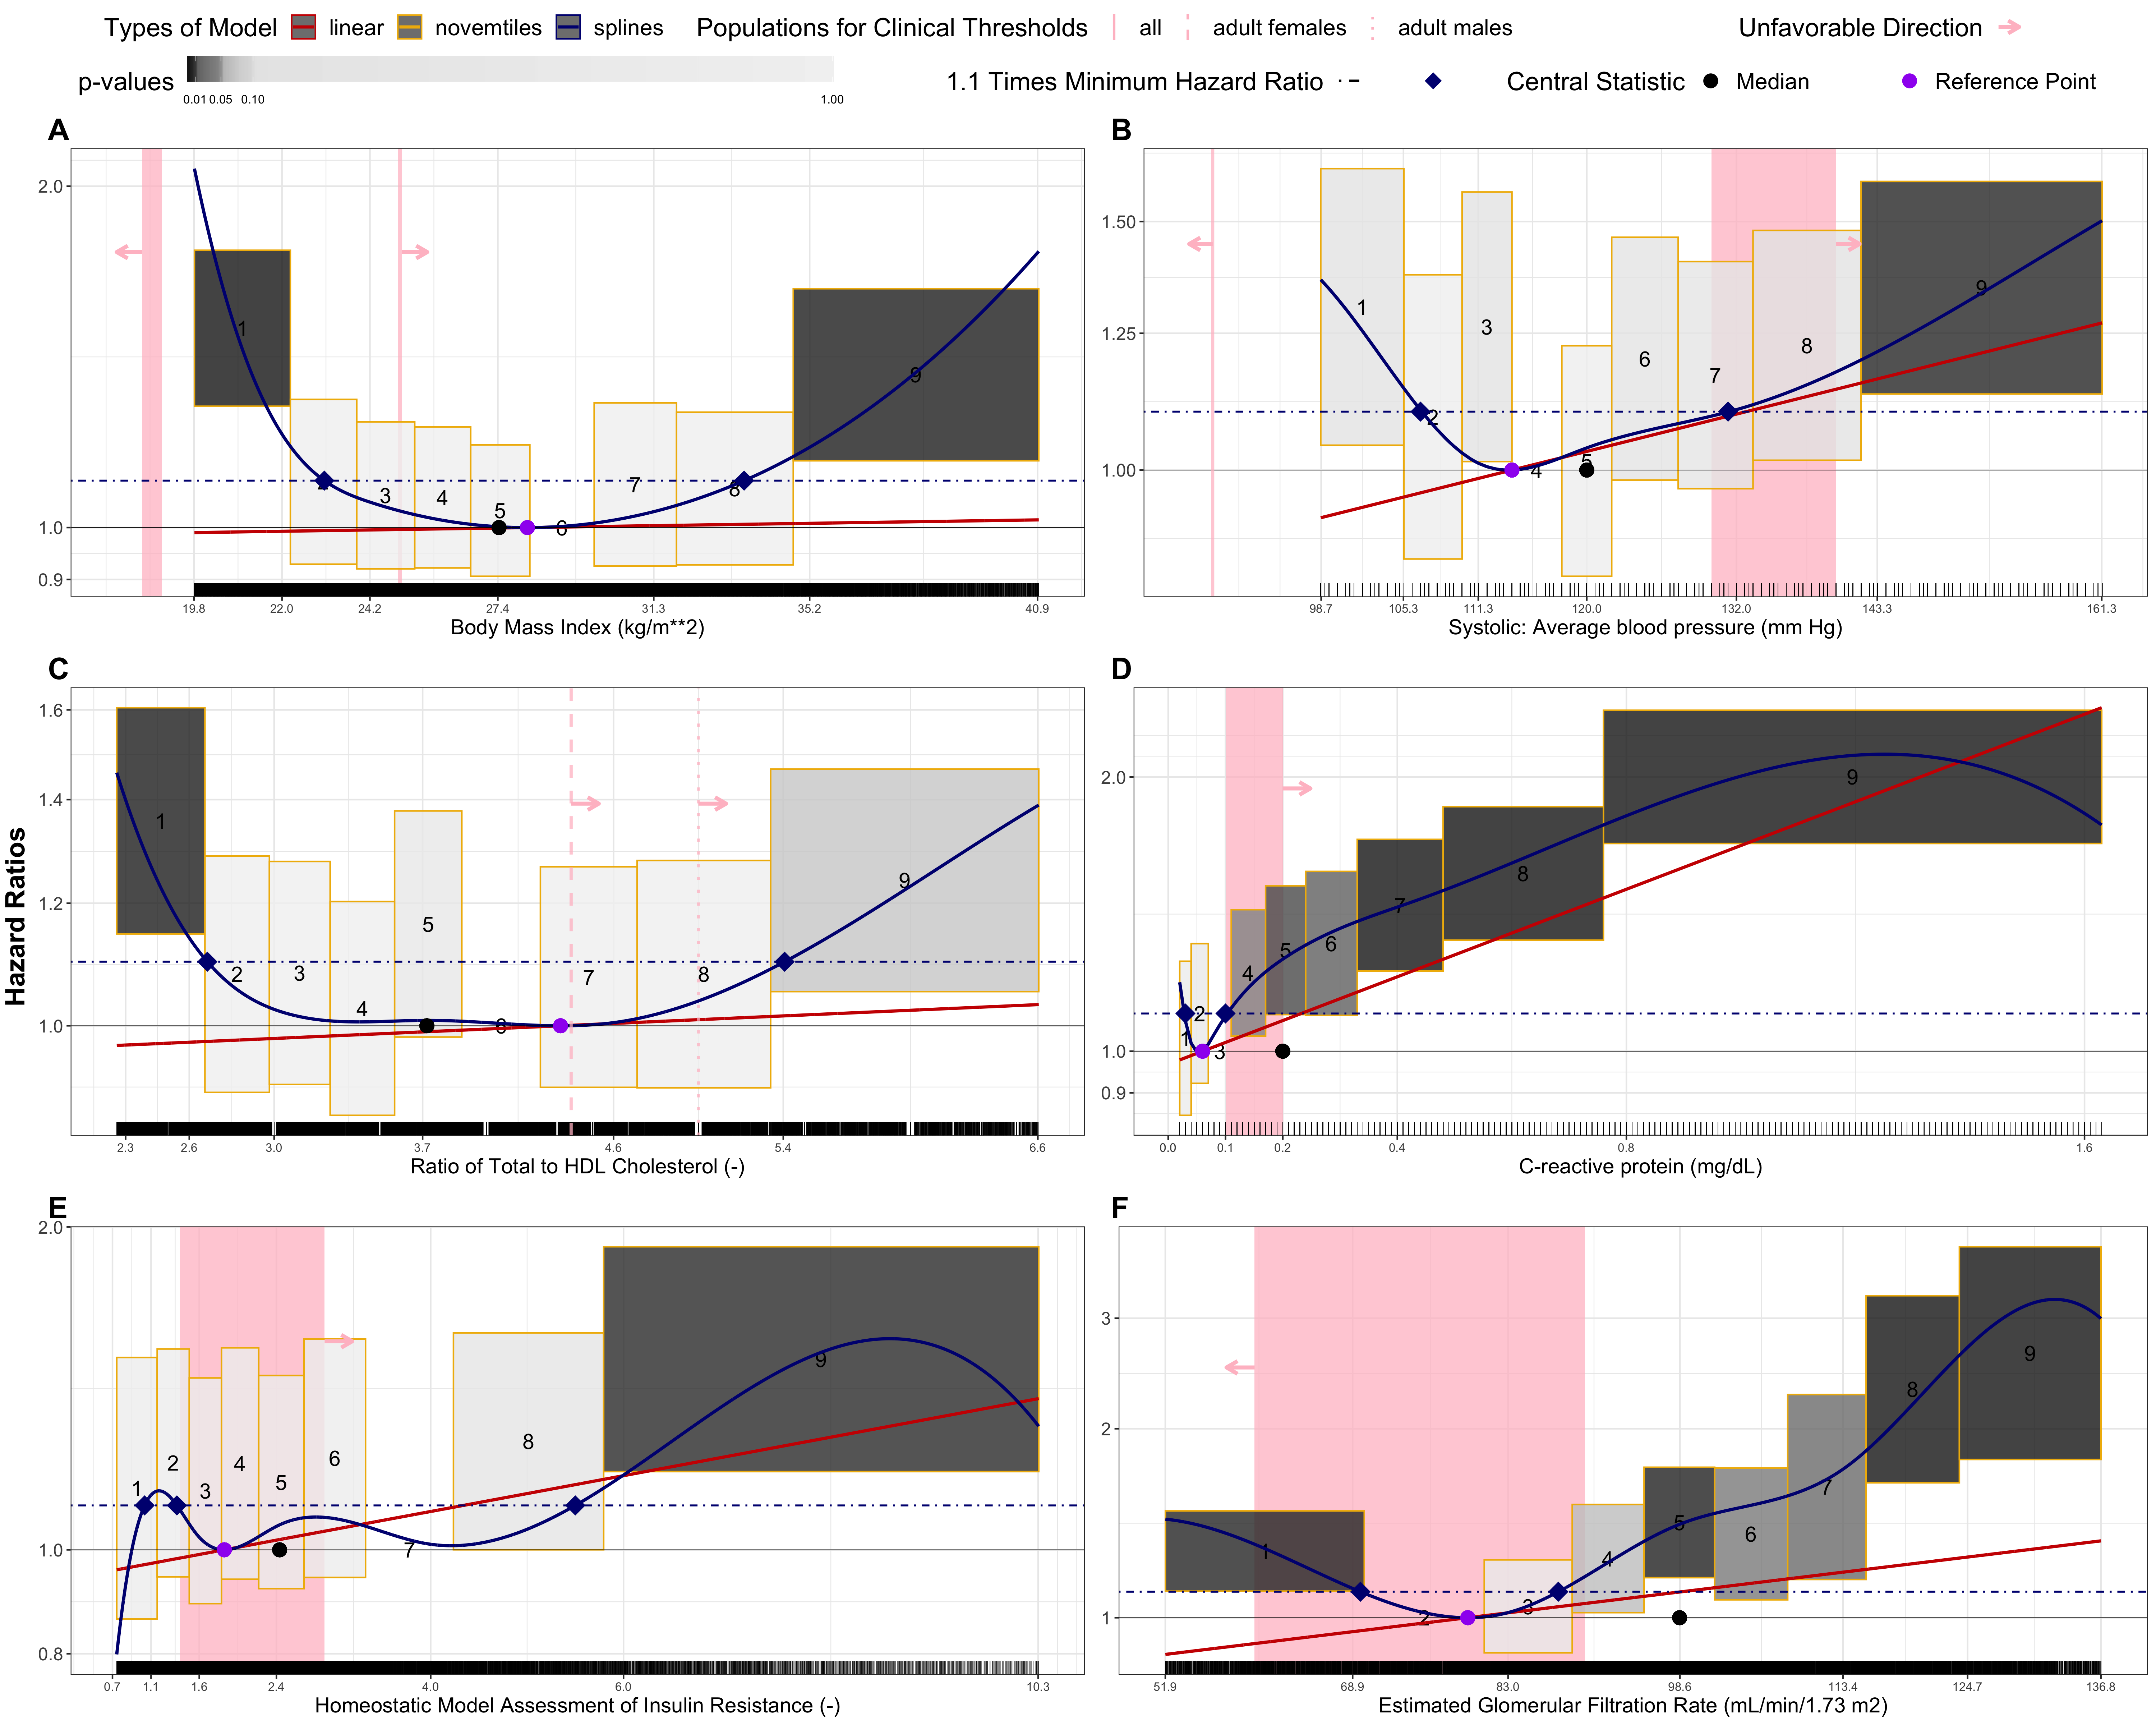 Types of Model linear novemtiles splines Populations for Clinical Thresholds all adult females adult males Unfavorable Direction
p-values 1.1 Times Minimum Hazard Ratio Central Statistic Median Reference Point
0.01 0.05 0.10 1.00
Hazard Ratios
A
2.0
1.0
0.9
1 2 3 4 5 6 7 8 9
19.8 22.0 24.2 27.4 31.3 35.2 40.9
Body Mass Index (kg/m**2)
B
1.50
1.25
1.00
1 2 3 4 5 6 7 8 9
98.7 105.3 111.3 120.0 132.0 143.3 161.3
Systolic: Average blood pressure (mm Hg)
C
1.6
1.4
1.2
1.0
1 2 3 4 5 6 7 8 9
2.3 2.6 3.0 3.7 4.6 5.4 6.6
Ratio of Total to HDL Cholesterol (-)
D
2.0
1.0
0.9
1 2 3 4 5 6 7 8 9
0.0 0.1 0.2 0.4 0.8 1.6
C-reactive protein (mg/dL)
E
2.0
1.0
0.8
1 2 3 4 5 6 7 8 9
0.7 1.1 1.6 2.4 4.0 6.0 10.3
Homeostatic Model Assessment of Insulin Resistance (-)
F
3
2
1
1 2 3 4 5 6 7 8 9
51.9 68.9 83.0 98.6 113.4 124.7 136.8
Estimated Glomerular Filtration Rate (mL/min/1.73 m2)